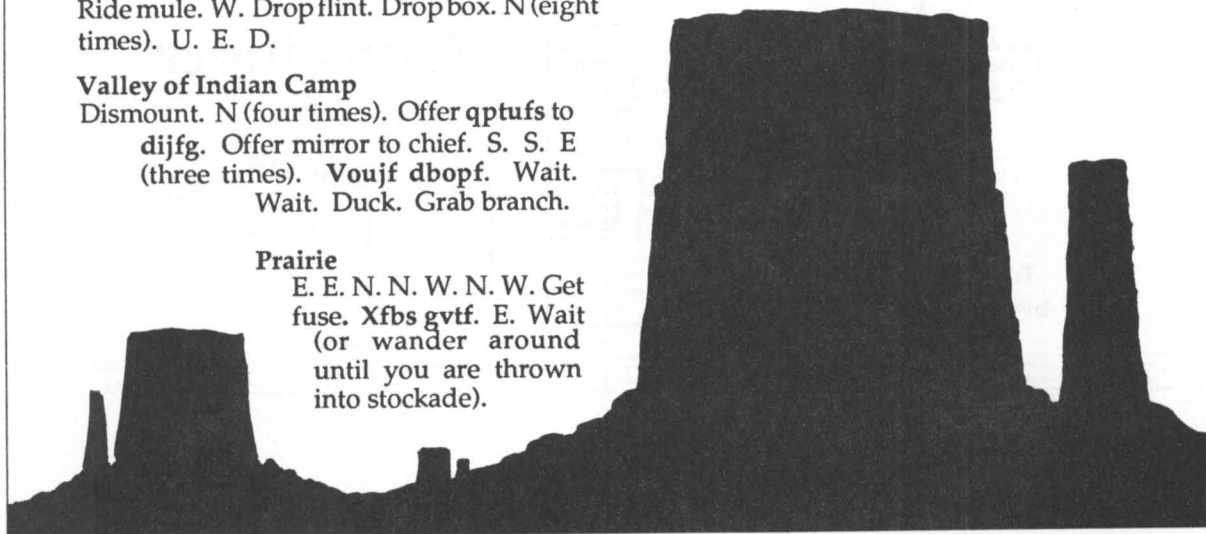 Ride mule. W. Drop flint. Drop box. N (eight
times). U. E. D.
Valley of Indian Camp
Dismount. N (four times). Offer qptufs to
dijfg. Offer mirror to chief. S. S. E
(three times). Voujf dbopf. Wait.
Wait. Duck. Grab branch.
Prairie
E. E. N. N. W. N. W. Get
fuse. Xfbs gvtf. E. Wait
(or wander around
until you are thrown
into stockade).